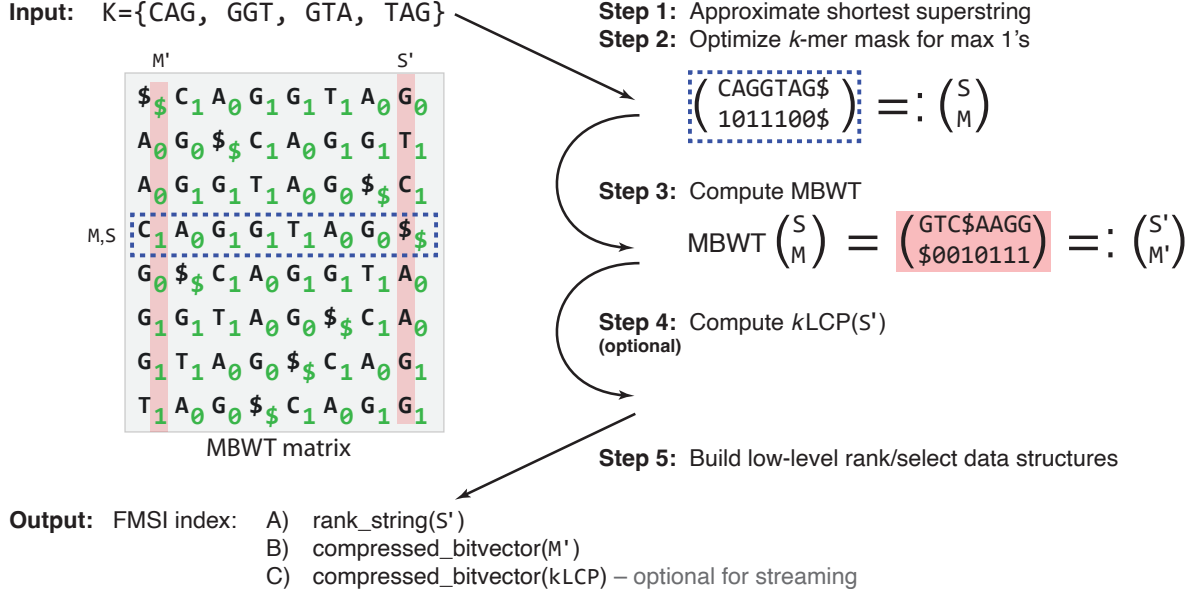 Input: K={CAG, GGT, GTA, TAG}
Step 1: Approximate shortest superstring
Step 2: Optimize k-mer mask for max 1's
M' S'
$$ C1 A0 G1 G1 T1 A0 G0
A0 G0 $$ C1 A0 G1 G1 T1
A0 G1 G1 T1 A0 G0 $$ C1
M,S C1 A0 G1 G1 T1 A0 G0 $$
G0 $$ C1 A0 G1 G1 T1 A0
G1 G1 T1 A0 G0 $$ C1 A0
G1 T1 A0 G0 $$ C1 A0 G1
T1 A0 G0 $$ C1 A0 G1 G1
MBWT matrix
( CAGGTAG$ ) =: ( S )
( 1011100$ ) ( M )
Step 3: Compute MBWT
MBWT ( S ) = ( GTC$AAGG ) =: ( S' )
( M ) ( $0010111 ) ( M' )
Step 4: Compute kLCP(S')
(optional)
Step 5: Build low-level rank/select data structures
Output: FMSI index: A) rank_string(S')
B) compressed_bitvector(M')
C) compressed_bitvector(kLCP) – optional for streaming